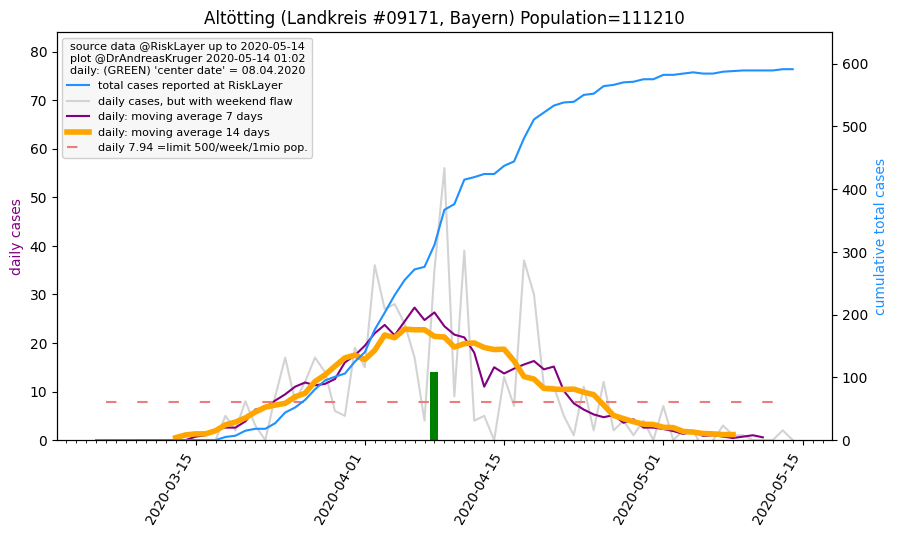 Altötting (Landkreis #09171, Bayern) Population=111210
source data @RiskLayer up to 2020-05-14
plot @DrAndreasKruger 2020-05-14 01:02
daily: (GREEN) 'center date' = 08.04.2020
total cases reported at RiskLayer
daily cases, but with weekend flaw
daily: moving average 7 days
daily: moving average 14 days
daily 7.94 =limit 500/week/1mio pop.
daily cases
80
70
60
50
40
30
20
10
0
cumulative total cases
600
500
400
300
200
100
0
2020-03-15
2020-04-01
2020-04-15
2020-05-01
2020-05-15